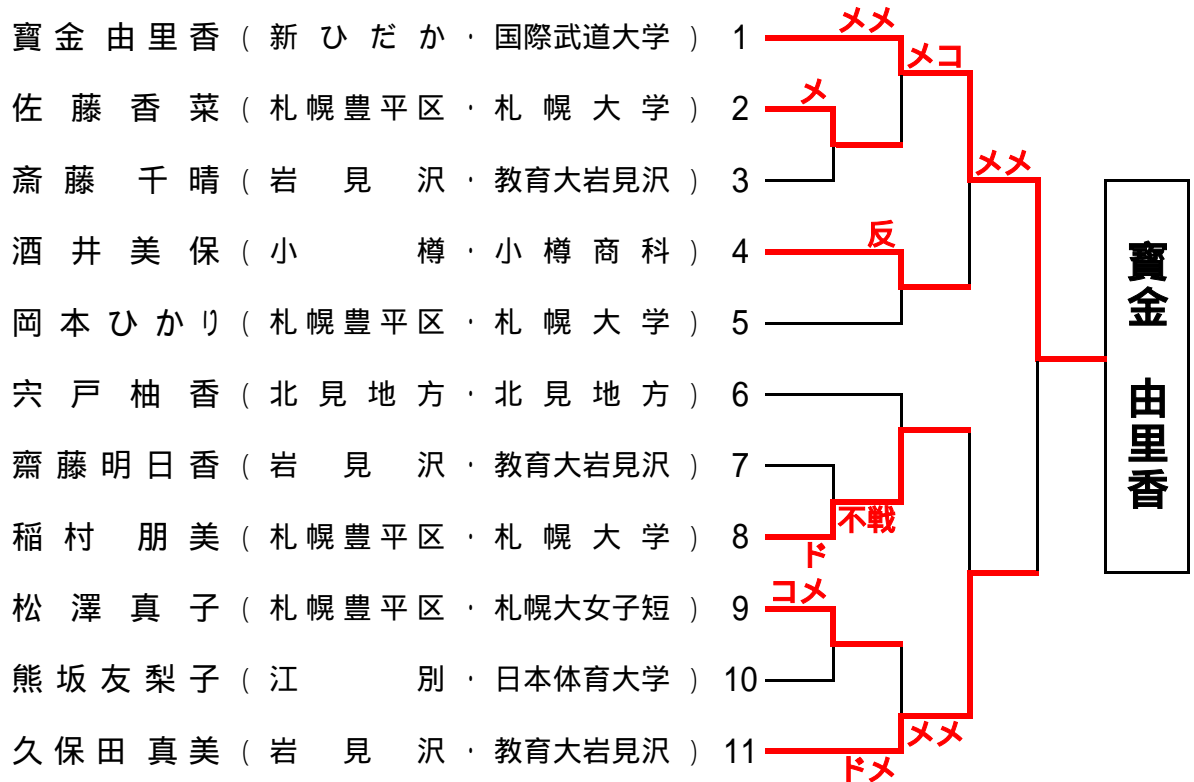 メメ
寳金由里香(新ひだか・国際武道大学) 1
メコ
メ
佐藤香菜(札幌豊平区・札幌大学) 2
メメ
斎藤千晴(岩見沢・教育大岩見沢) 3
反
酒井美保(小樽・小樽商科) 4
寳金 由里香
岡本ひかり(札幌豊平区・札幌大学) 5
宍戸柚香(北見地方・北見地方) 6
齋藤明日香(岩見沢・教育大岩見沢) 7
不戦
稲村朋美(札幌豊平区・札幌大学) 8
ド
コメ
松澤真子(札幌豊平区・札幌大女子短) 9
熊坂友梨子(江別・日本体育大学) 10
メメ
久保田真美(岩見沢・教育大岩見沢) 11
ドメ